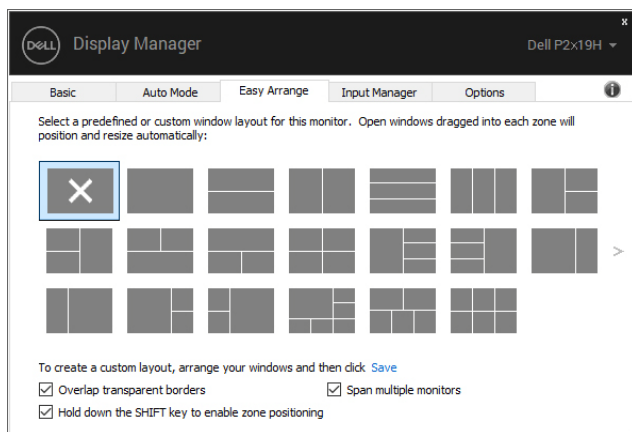 x
DELL
Display Manager
Dell P2x19H
Basic
Auto Mode
Easy Arrange
Input Manager
Options
i
Select a predefined or custom window layout for this monitor. Open windows dragged into each zone will
position and resize automatically:
>
To create a custom layout, arrange your windows and then click Save
Overlap transparent borders
Span multiple monitors
Hold down the SHIFT key to enable zone positioning